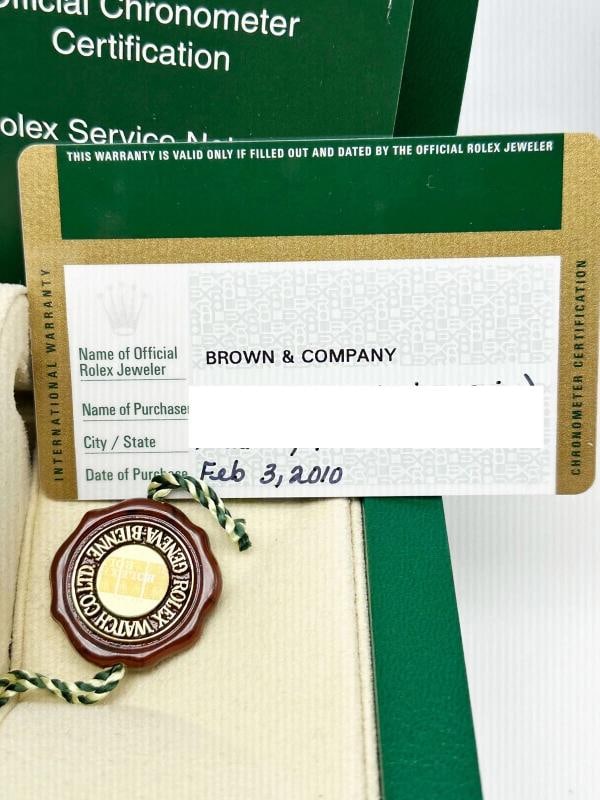 Official Chronometer
Certification
Rolex Service
THIS WARRANTY IS VALID ONLY IF FILLED OUT AND DATED BY THE OFFICIAL ROLEX JEWELER
INTERNATIONAL WARRANTY
Name of Official
Rolex Jeweler
BROWN & COMPANY
Name of Purchaser
City / State
Date of Purchase
Feb 3, 2010
CHRONOMETER CERTIFICATION
ROLEX WATCH CO LTD
GENEVA-BIENNE